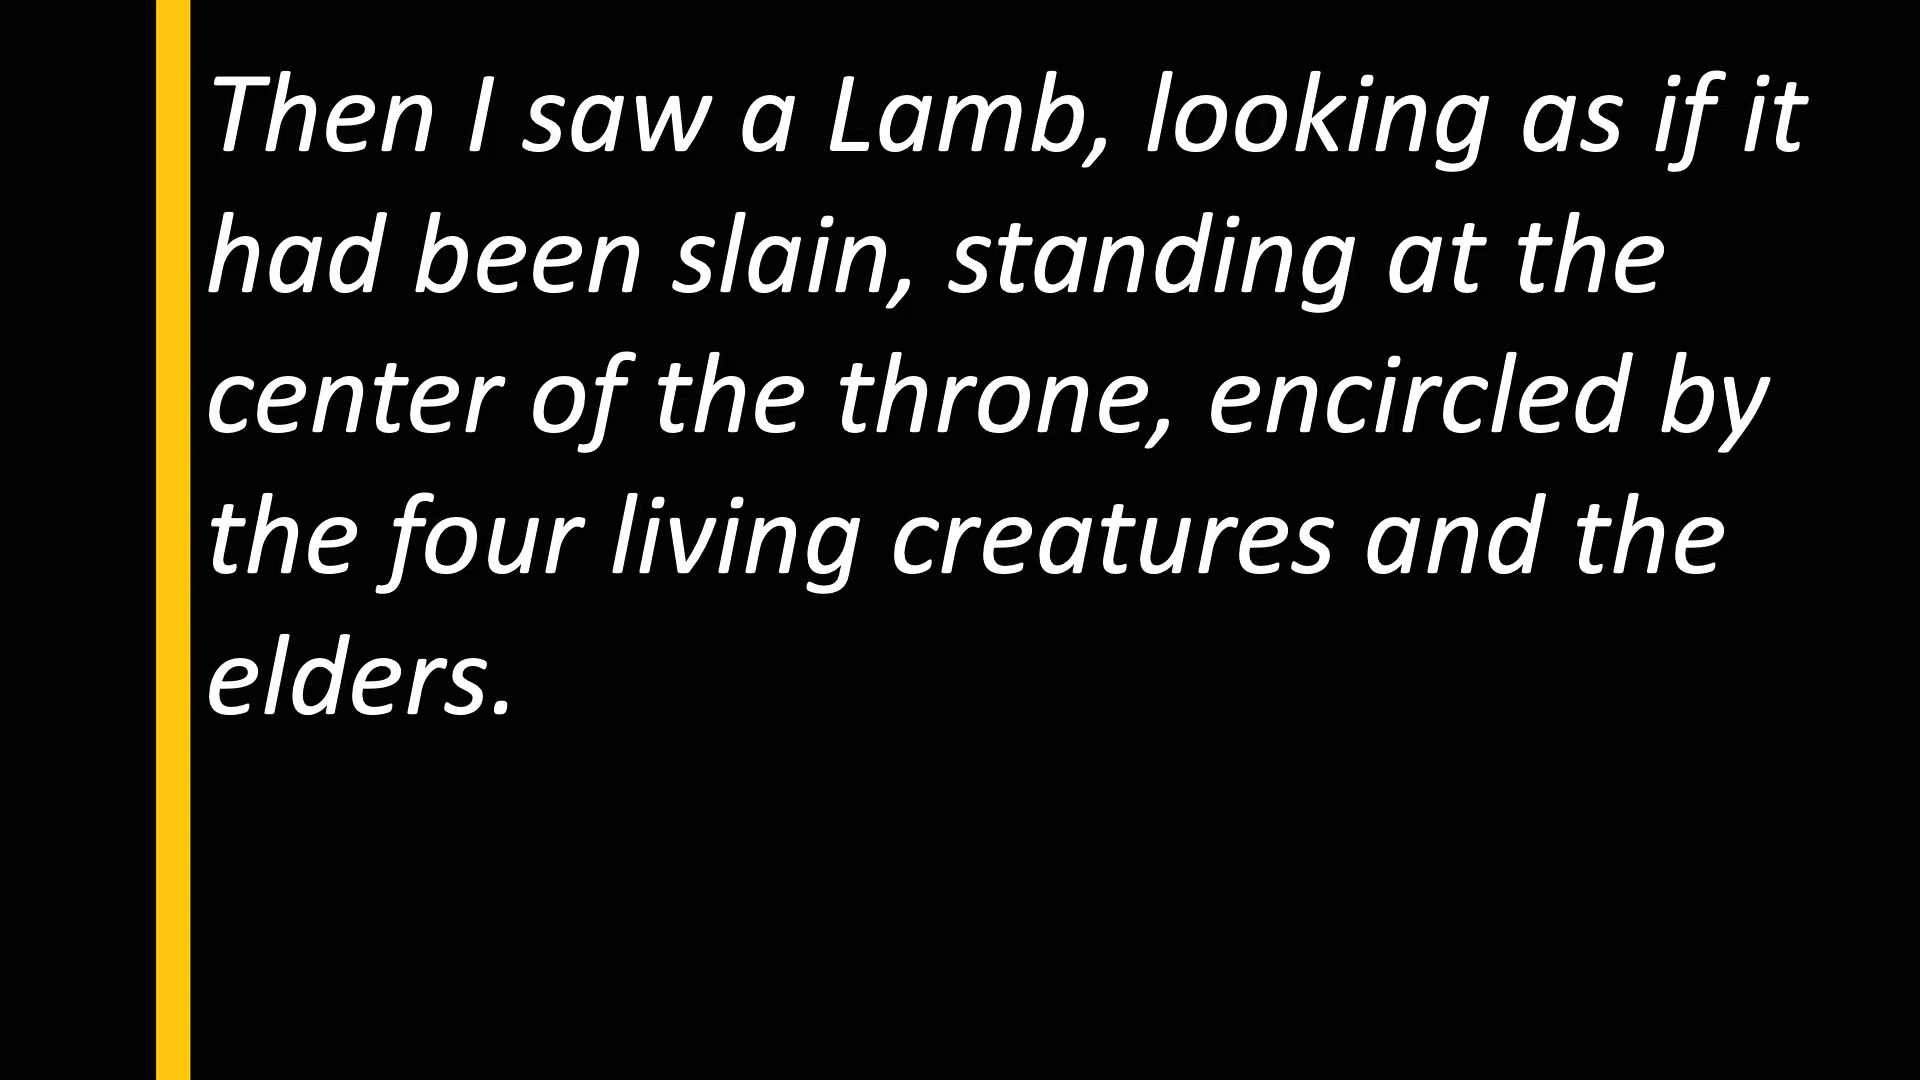 Then I saw a Lamb, looking as if it
had been slain, standing at the
center of the throne, encircled by
the four living creatures and the
elders.